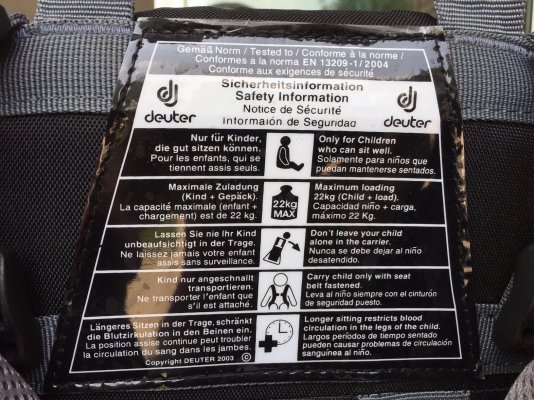 Gemäß Norm / Tested to / Conforme à la norme /
Conformes a la norma EN 13209-1/2004
Conforme aux exigences de sécurité
Sicherheitsinformation
Safety Information
Notice de Sécurité
Informaión de Seguridad
deuter
deuter
Nur für Kinder,
die gut sitzen können.
Pour les enfants, qui se
tiennent assis seuls.
Only for Children
who can sit well.
Solamente para niños que
puedan mantenerse sentados.
Maximale Zuladung
(Kind + Gepäck).
La capacité maximale (enfant +
chargement) est de 22 kg.
22kg
MAX
Maximum loading
22kg (Child + load).
Capacidad niño + carga,
máximo 22 Kg.
Lassen Sie nie Ihr Kind
unbeaufsichtigt in der Trage.
Ne laissez jamais votre enfant
assis sans surveillance.
Don't leave your child
alone in the carrier.
Nunca se debe dejar al niño
desatendido.
Kind nur angeschnallt
transportieren.
Ne transporter l'enfant que
s'il est attaché.
Carry child only with seat
belt fastened.
Leva al niño siempre con el cinturón
de seguridad puesto.
Längeres Sitzen in der Trage, schränkt
die Blutzirkulation in den Beinen ein.
La position assise continue peut troubler
la circulation du sang dans les jambes.
Copyright DEUTER 2003 ©
Longer sitting restricts blood
circulation in the legs of the child.
Largos períodos de tiempo sentado
pueden causar problemas de circulación
sanguínea al niño.